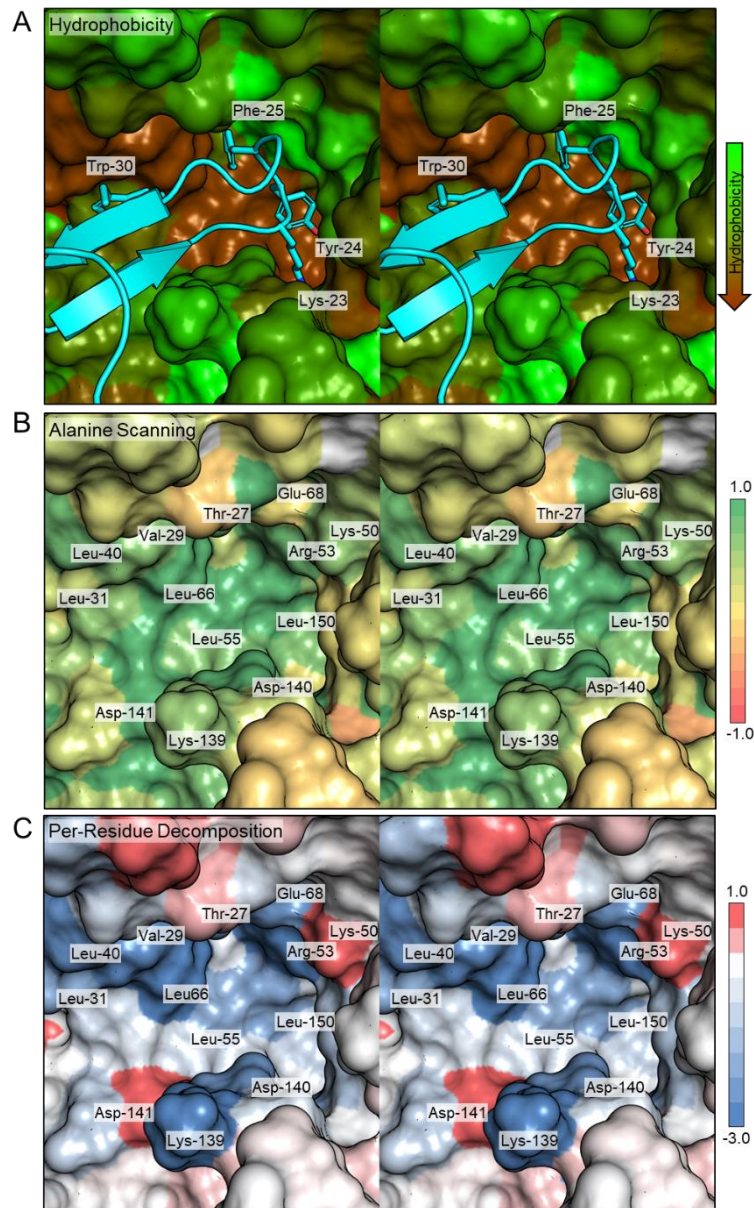 A
Hydrophobicity
Phe-25
Phe-25
Trp-30
Trp-30
Tyr-24
Tyr-24
Lys-23
Lys-23
Hydrophobicity
B
Alanine Scanning
Glu-68
Glu-68
Thr-27
Thr-27
Lys-50
Lys-50
Val-29
Val-29
Leu-40
Arg-53
Leu-40
Arg-53
Leu-31
Leu-66
Leu-31
Leu-66
Leu-150
Leu-150
Leu-55
Leu-55
Asp-140
Asp-140
Asp-141
Asp-141
Lys-139
Lys-139
1.0
-1.0
C
Per-Residue Decomposition
Glu-68
Glu-68
Thr-27
Thr-27
Lys-50
Lys-50
Val-29
Val-29
Leu-40
Arg-53
Leu-40
Arg-53
Leu-31
Leu66
Leu-31
Leu-66
Leu-150
Leu-150
Leu-55
Leu-55
Asp-140
Asp-140
Asp-141
Asp-141
Lys-139
Lys-139
1.0
-3.0